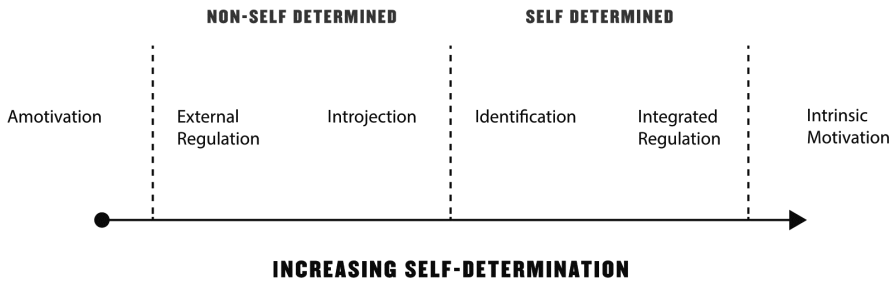 NON-SELF DETERMINED
SELF DETERMINED
Amotivation
External
Regulation
Introjection
Identification
Integrated
Regulation
Intrinsic
Motivation
INCREASING SELF-DETERMINATION